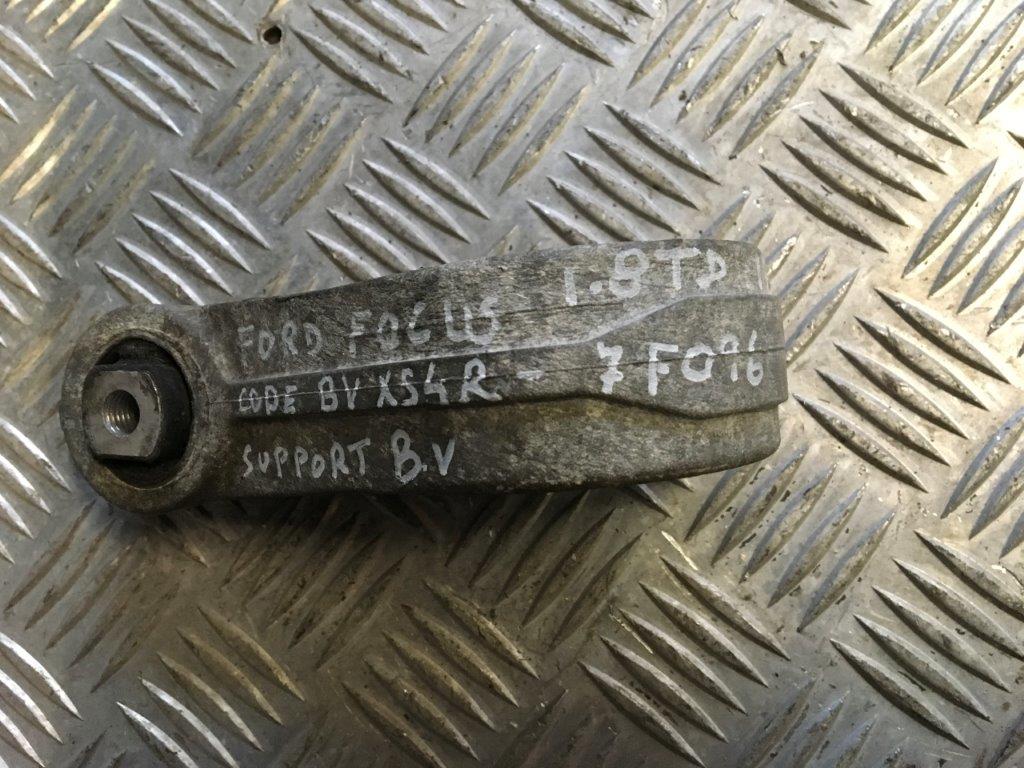 FORD FOCUS 1.8TD
CODE BV XS4R - 7F096
SUPPORT B.V